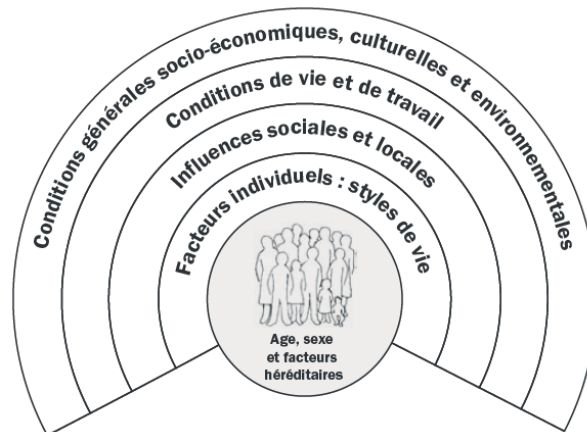 Conditions générales socio-économiques, culturelles et environnementales
Conditions de vie et de travail
Influences sociales et locales
Facteurs individuels : styles de vie
Age, sexe
et facteurs
héréditaires